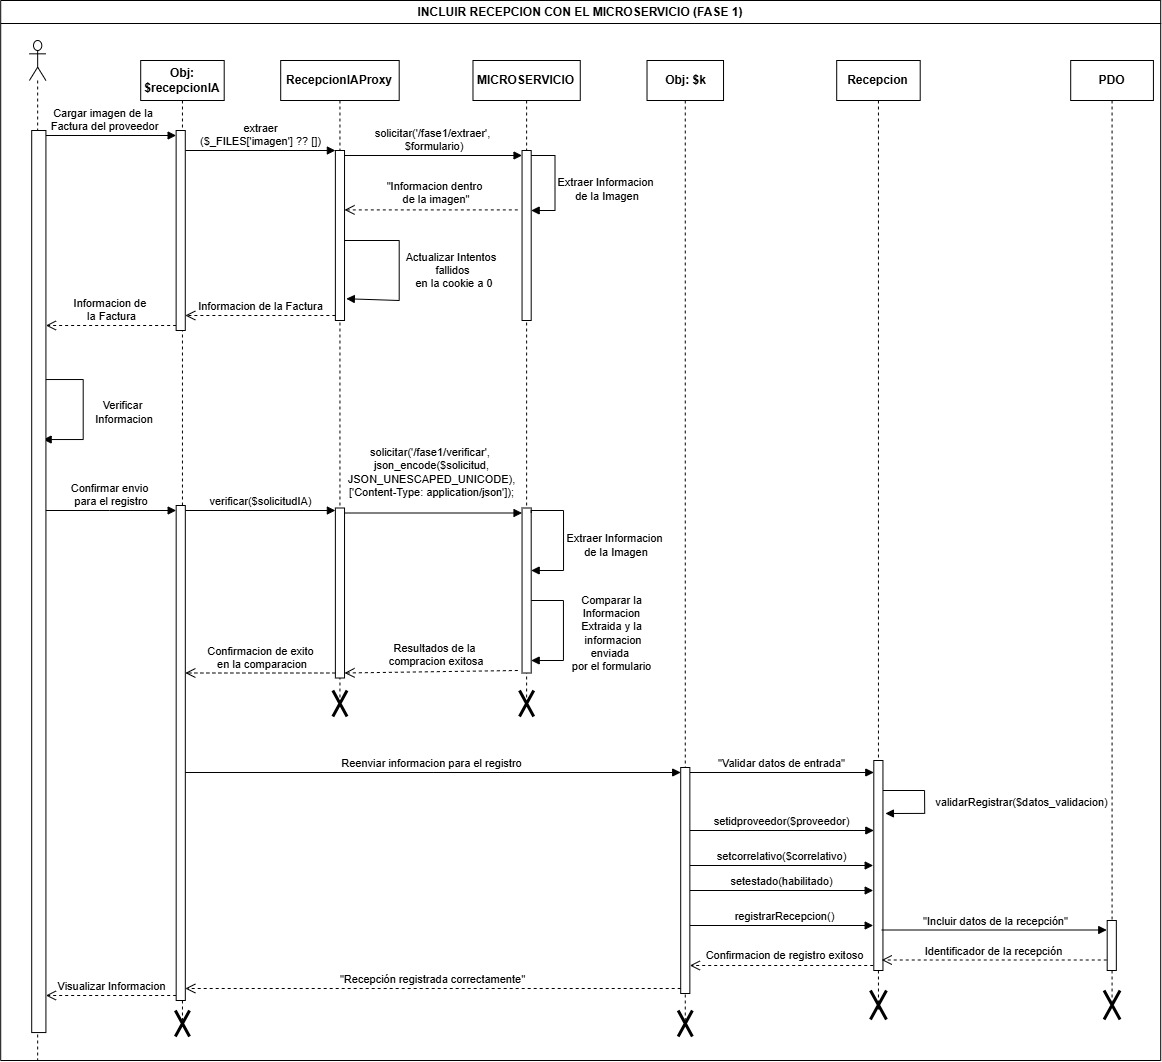 INCLUIR RECEPCION CON EL MICROSERVICIO (FASE 1)
Obj:
$recepcionIA
RecepcionIAProxy
MICROSERVICIO
Obj: $k
Recepcion
PDO
Cargar imagen de la
Factura del proveedor
extraer
($_FILES['imagen'] ?? [])
solicitar('/fase1/extraer',
$formulario)
Extraer Informacion
de la Imagen
"Informacion dentro
de la imagen"
Actualizar Intentos
fallidos
en la cookie a 0
Informacion de la Factura
Informacion de
la Factura
Verificar
Informacion
solicitar('/fase1/verificar',
json_encode($solicitud,
JSON_UNESCAPED_UNICODE),
['Content-Type: application/json']);
Confirmar envio
para el registro
verificar($solicitudIA)
Extraer Informacion
de la Imagen
Comparar la
Informacion
Extraida y la
informacion
enviada
por el formulario
Resultados de la
compracion exitosa
Confirmacion de exito
en la comparacion
Reenviar informacion para el registro
"Validar datos de entrada"
validarRegistrar($datos_validacion)
setidproveedor($proveedor)
setcorrelativo($correlativo)
setestado(habilitado)
registrarRecepcion()
"Incluir datos de la recepción"
Identificador de la recepción
Confirmacion de registro exitoso
"Recepción registrada correctamente"
Visualizar Informacion